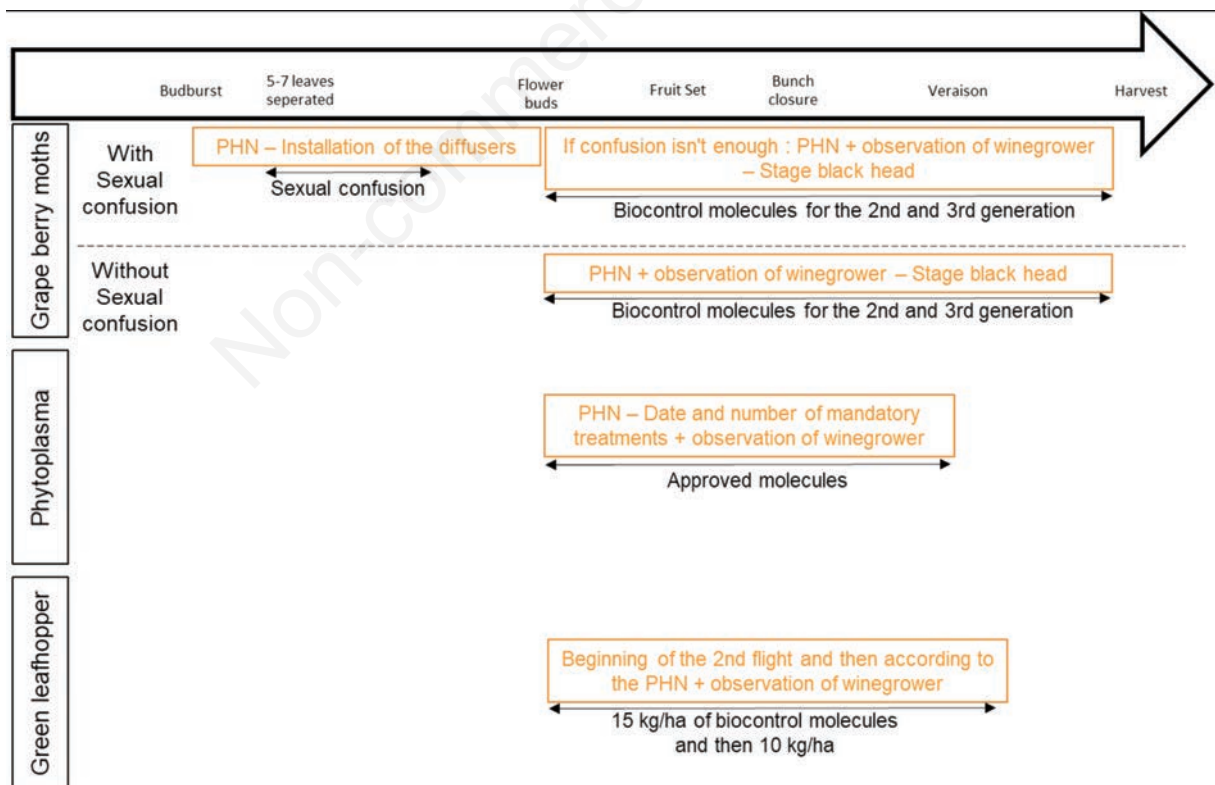 Non-commerc
Budburst
5-7 leaves
seperated
Flower
buds
Fruit Set
Bunch
closure
Veraison
Harvest
Grape berry moths
With
Sexual
confusion
PHN – Installation of the diffusers
Sexual confusion
If confusion isn't enough : PHN + observation of winegrower
– Stage black head
Biocontrol molecules for the 2nd and 3rd generation
Without
Sexual
confusion
PHN + observation of winegrower – Stage black head
Biocontrol molecules for the 2nd and 3rd generation
Phytoplasma
PHN – Date and number of mandatory
treatments + observation of winegrower
Approved molecules
Green leafhopper
Beginning of the 2nd flight and then according to
the PHN + observation of winegrower
15 kg/ha of biocontrol molecules
and then 10 kg/ha